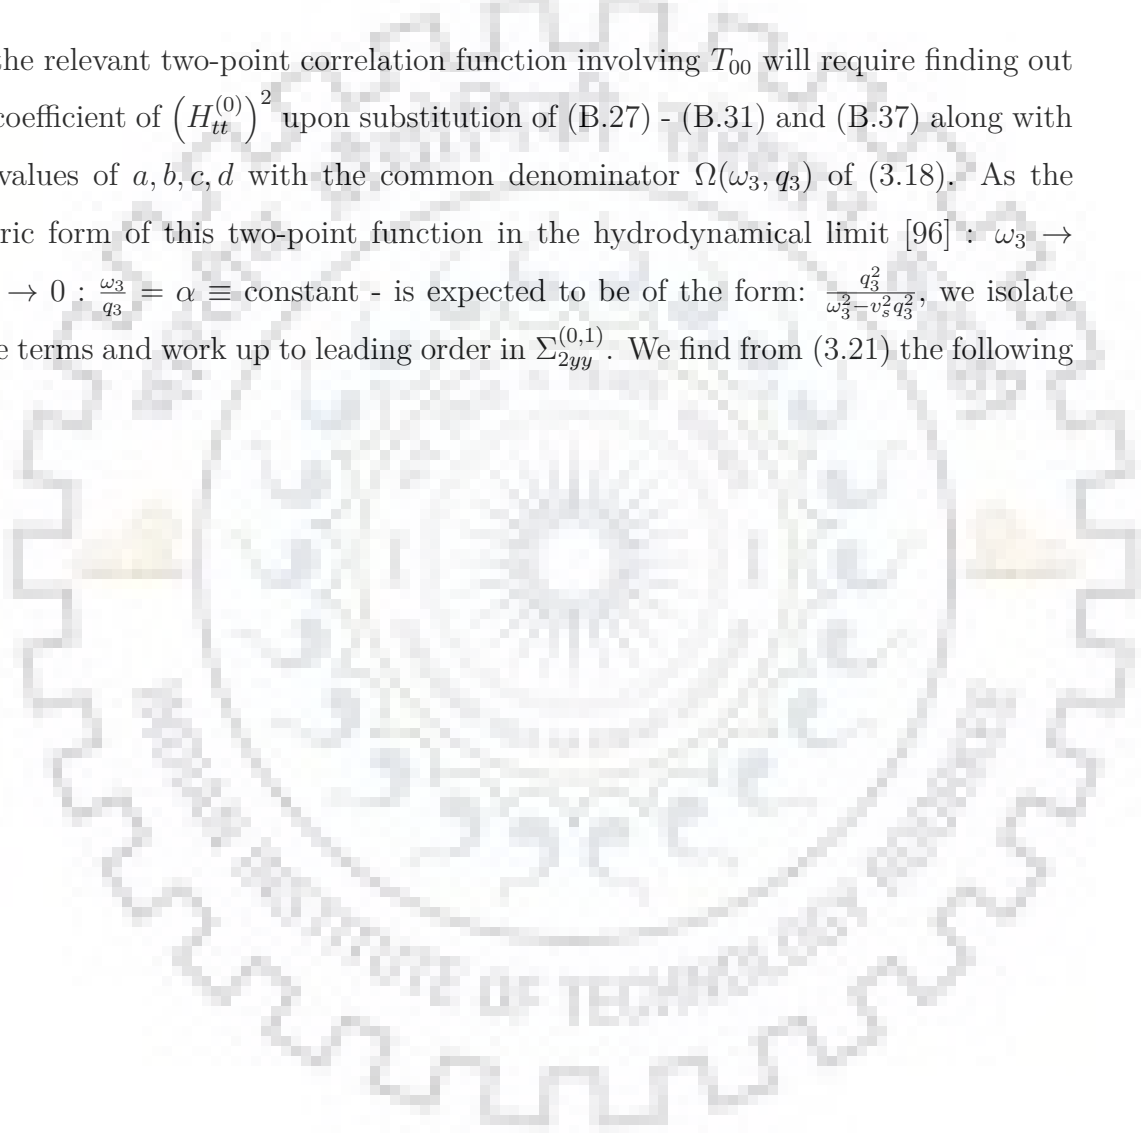 the relevant two-point correlation function involving $T_{00}$ will require finding out
coefficient of $\left(H_{tt}^{(0)}\right)^2$ upon substitution of (B.27) - (B.31) and (B.37) along with
values of $a, b, c, d$ with the common denominator $\Omega(\omega_3, q_3)$ of (3.18). As the
ric form of this two-point function in the hydrodynamical limit [96] : $\omega_3 \to$
$\to 0 : \frac{\omega_3}{q_3} = \alpha \equiv$ constant - is expected to be of the form: $\frac{q_3^2}{\omega_3^2 - v_s^2 q_3^2}$, we isolate
e terms and work up to leading order in $\Sigma_{2yy}^{(0,1)}$. We find from (3.21) the following
OF TECHNOLOGY